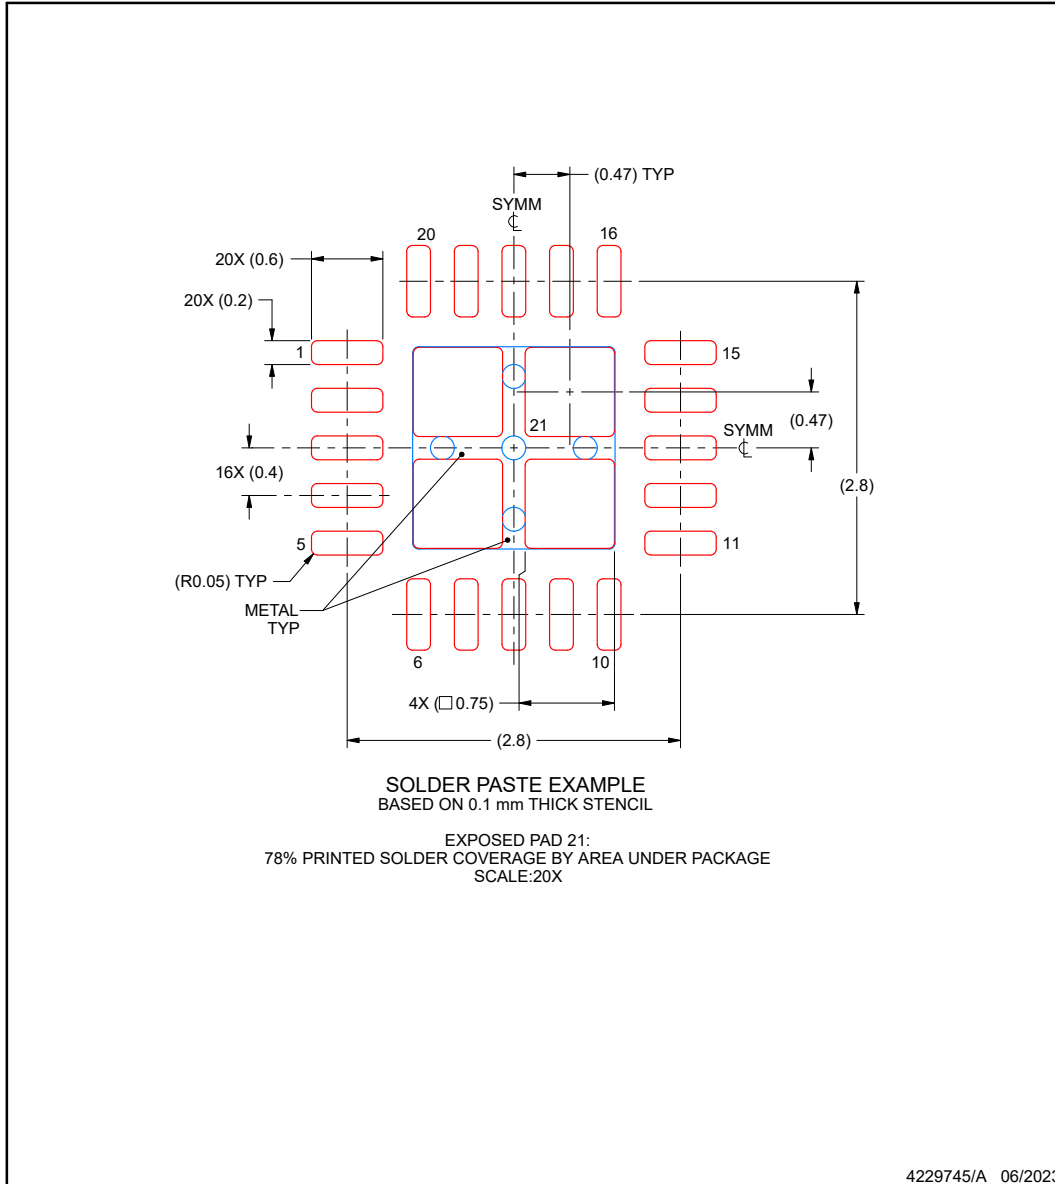 (0.47) TYP
SYMM
℄
20
16
20X (0.6)
20X (0.2)
1
15
21
(0.47)
SYMM
℄
16X (0.4)
(2.8)
5
11
(R0.05) TYP
METAL
TYP
6
10
4X (□ 0.75)
(2.8)
SOLDER PASTE EXAMPLE
BASED ON 0.1 mm THICK STENCIL
EXPOSED PAD 21:
78% PRINTED SOLDER COVERAGE BY AREA UNDER PACKAGE
SCALE:20X
4229745/A 06/2023